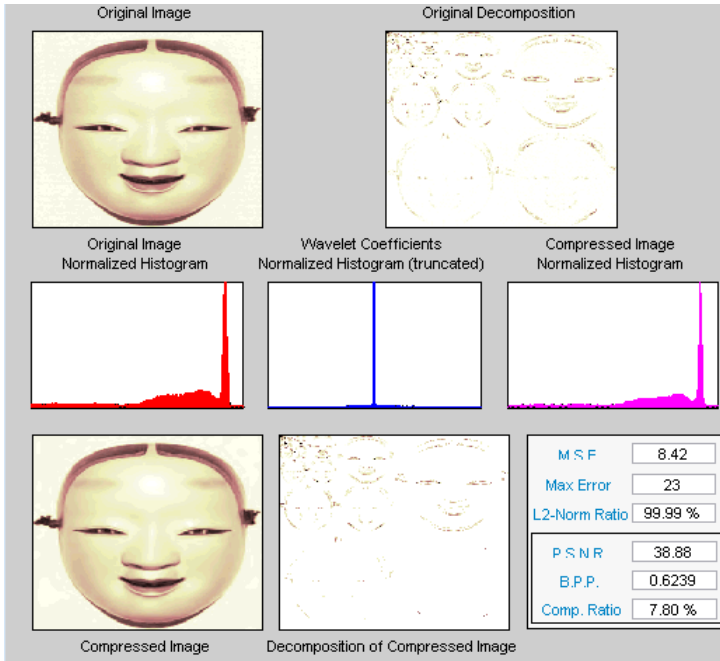 Original Image
Original Decomposition
Original Image
Normalized Histogram
Wavelet Coefficients
Normalized Histogram (truncated)
Compressed Image
Normalized Histogram
M.S.E. 8.42
Max Error 23
L2-Norm Ratio 99.99 %
P.S.N.R. 38.88
B.P.P. 0.6239
Comp. Ratio 7.80 %
Compressed Image
Decomposition of Compressed Image